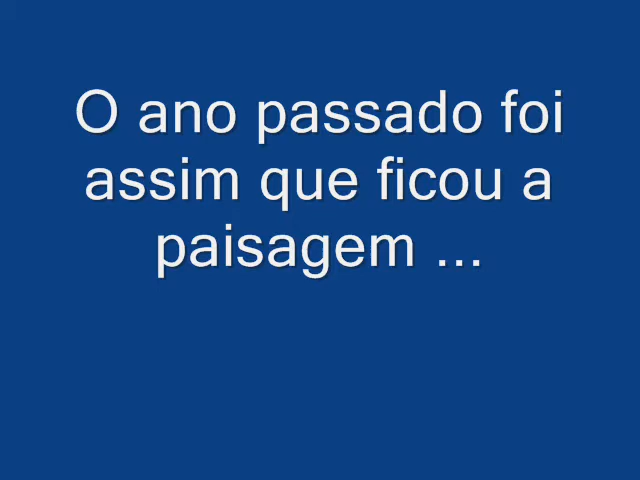 O ano passado foi
assim que ficou a
paisagem ...